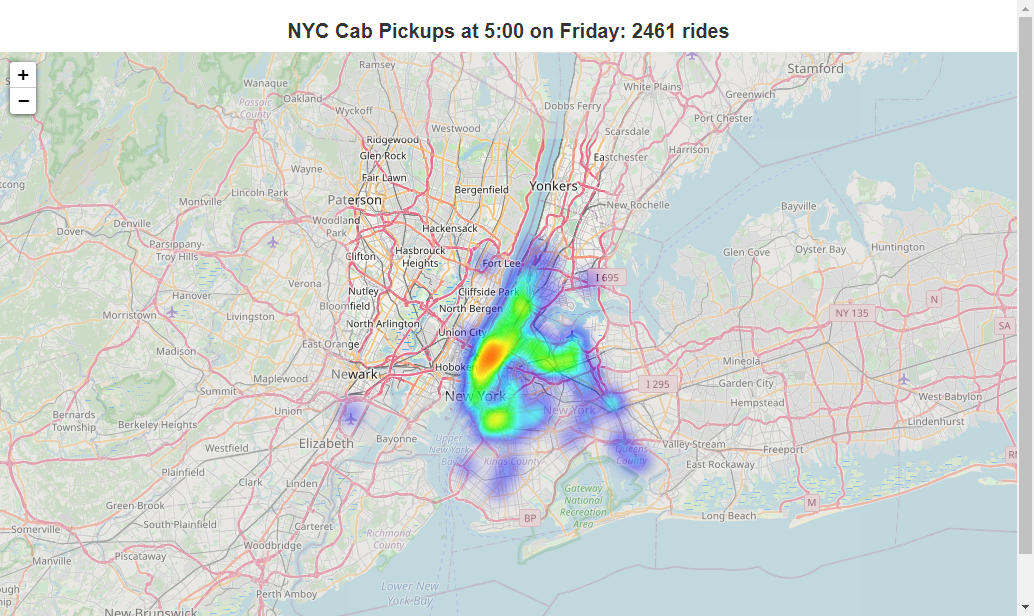 NYC Cab Pickups at 5:00 on Friday: 2461 rides
+
−
Ramsey
Stamford
Wanaque
Oakland
White Plains
Greenwich
Passaic
County
Wyckoff
Dobbs Ferry
Port Chester
Westwood
Scarsdale
Ridgewood
Harrison
Glen Rock
Eastchester
Wayne
Fair Lawn
tcong
Lincoln Park
Bergenfield
Yonkers
Montville
Paterson
New Rochelle
Bayville
Denville
Woodland
Park
Hackensack
Dover
Parsippany-
Troy Hills
Clifton
Hasbrouck
Heights
Fort Lee
Glen Cove
Oyster Bay
Huntington
I 695
Verona
Nutley
Cliffside Park
Hanover
Bloomfield
North Bergen
N
Morristown
Livingston
North Arlington
NY 135
SA
Union City
East Orange
Madison
Mineola
Newark
Hoboke
Maplewood
I 295
Garden City
Summit
New York
West Babylon
Union
New York
Hempstead
Bernards
Township
Berkeley Heights
Lindenhurst
Elizabeth
Bayonne
Upper
New York
Bay
Valley Stream
Freeport
Westfield
Queens
County
Kings County
East Rockaway
Plainfield
Clark
Linden
Gateway
National
Recreation
Area
M
Green Brook
Long Beach
BP
South Plainfield
Carteret
Somerville
Richmond
County
Woodbridge
Piscataway
Manville
Perth Amboy
Lower New
York Bay
New Brunswick